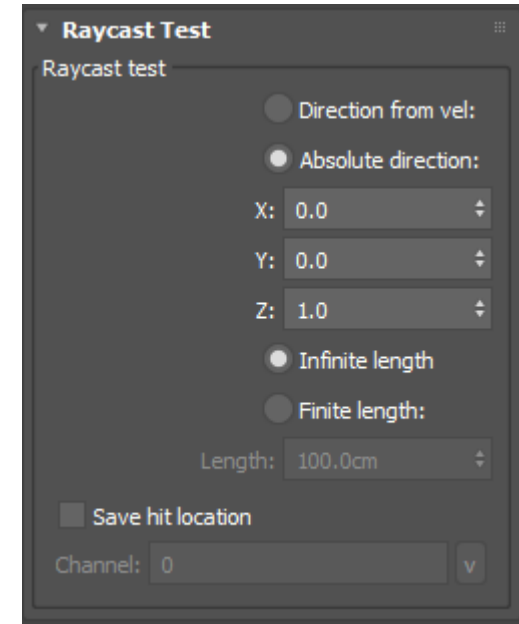 Raycast Test
Raycast test
Direction from vel:
Absolute direction:
X: 0.0
Y: 0.0
Z: 1.0
Infinite length
Finite length:
Length: 100.0cm
Save hit location
Channel: 0 v